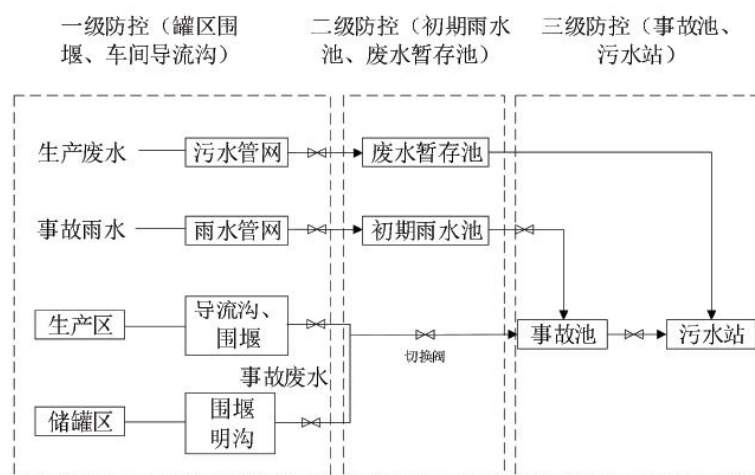 一级防控（罐区围
堰、车间导流沟）
二级防控（初期雨水
池、废水暂存池）
三级防控（事故池、
污水站）
生产废水
污水管网
废水暂存池
事故雨水
雨水管网
初期雨水池
生产区
导流沟、
围堰
事故废水
切换阀
事故池
污水站
储罐区
围堰
明沟